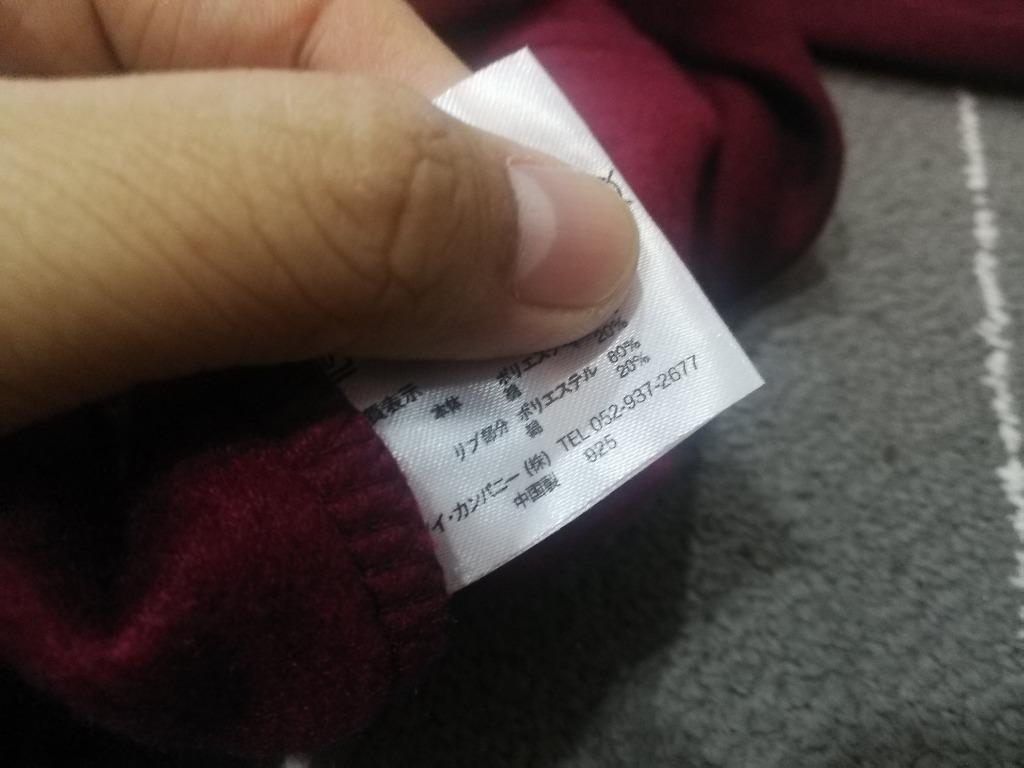 表示
本体 ポリエステル 20%
綿
リブ部分 ポリエステル 80%
綿 20%
イ・カンパニー (株) TEL 052-937-2677
中国製 925